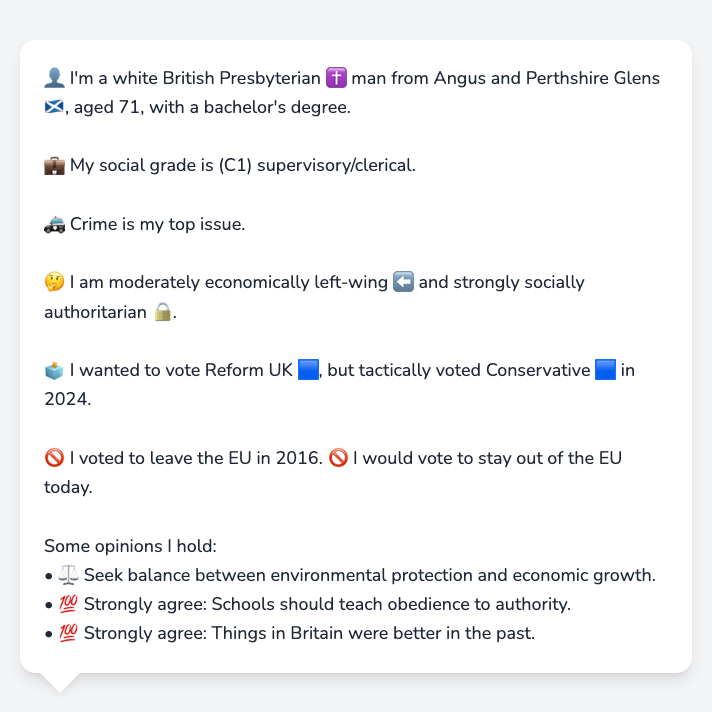 👤 I'm a white British Presbyterian ✝️ man from Angus and Perthshire Glens
🏴󠁧󠁢󠁳󠁣󠁴󠁿, aged 71, with a bachelor's degree.
💼 My social grade is (C1) supervisory/clerical.
🚓 Crime is my top issue.
🤔 I am moderately economically left-wing ⬅️ and strongly socially
authoritarian 🔒.
🗳️ I wanted to vote Reform UK 🟦, but tactically voted Conservative 🟦 in
2024.
🚫 I voted to leave the EU in 2016. 🚫 I would vote to stay out of the EU
today.
Some opinions I hold:
• ⚖️ Seek balance between environmental protection and economic growth.
• 💯 Strongly agree: Schools should teach obedience to authority.
• 💯 Strongly agree: Things in Britain were better in the past.